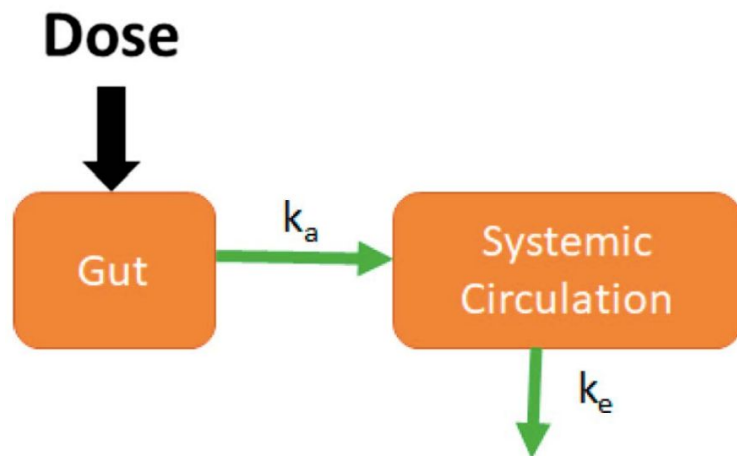 Dose
Gut
kₐ
Systemic
Circulation
kₑ